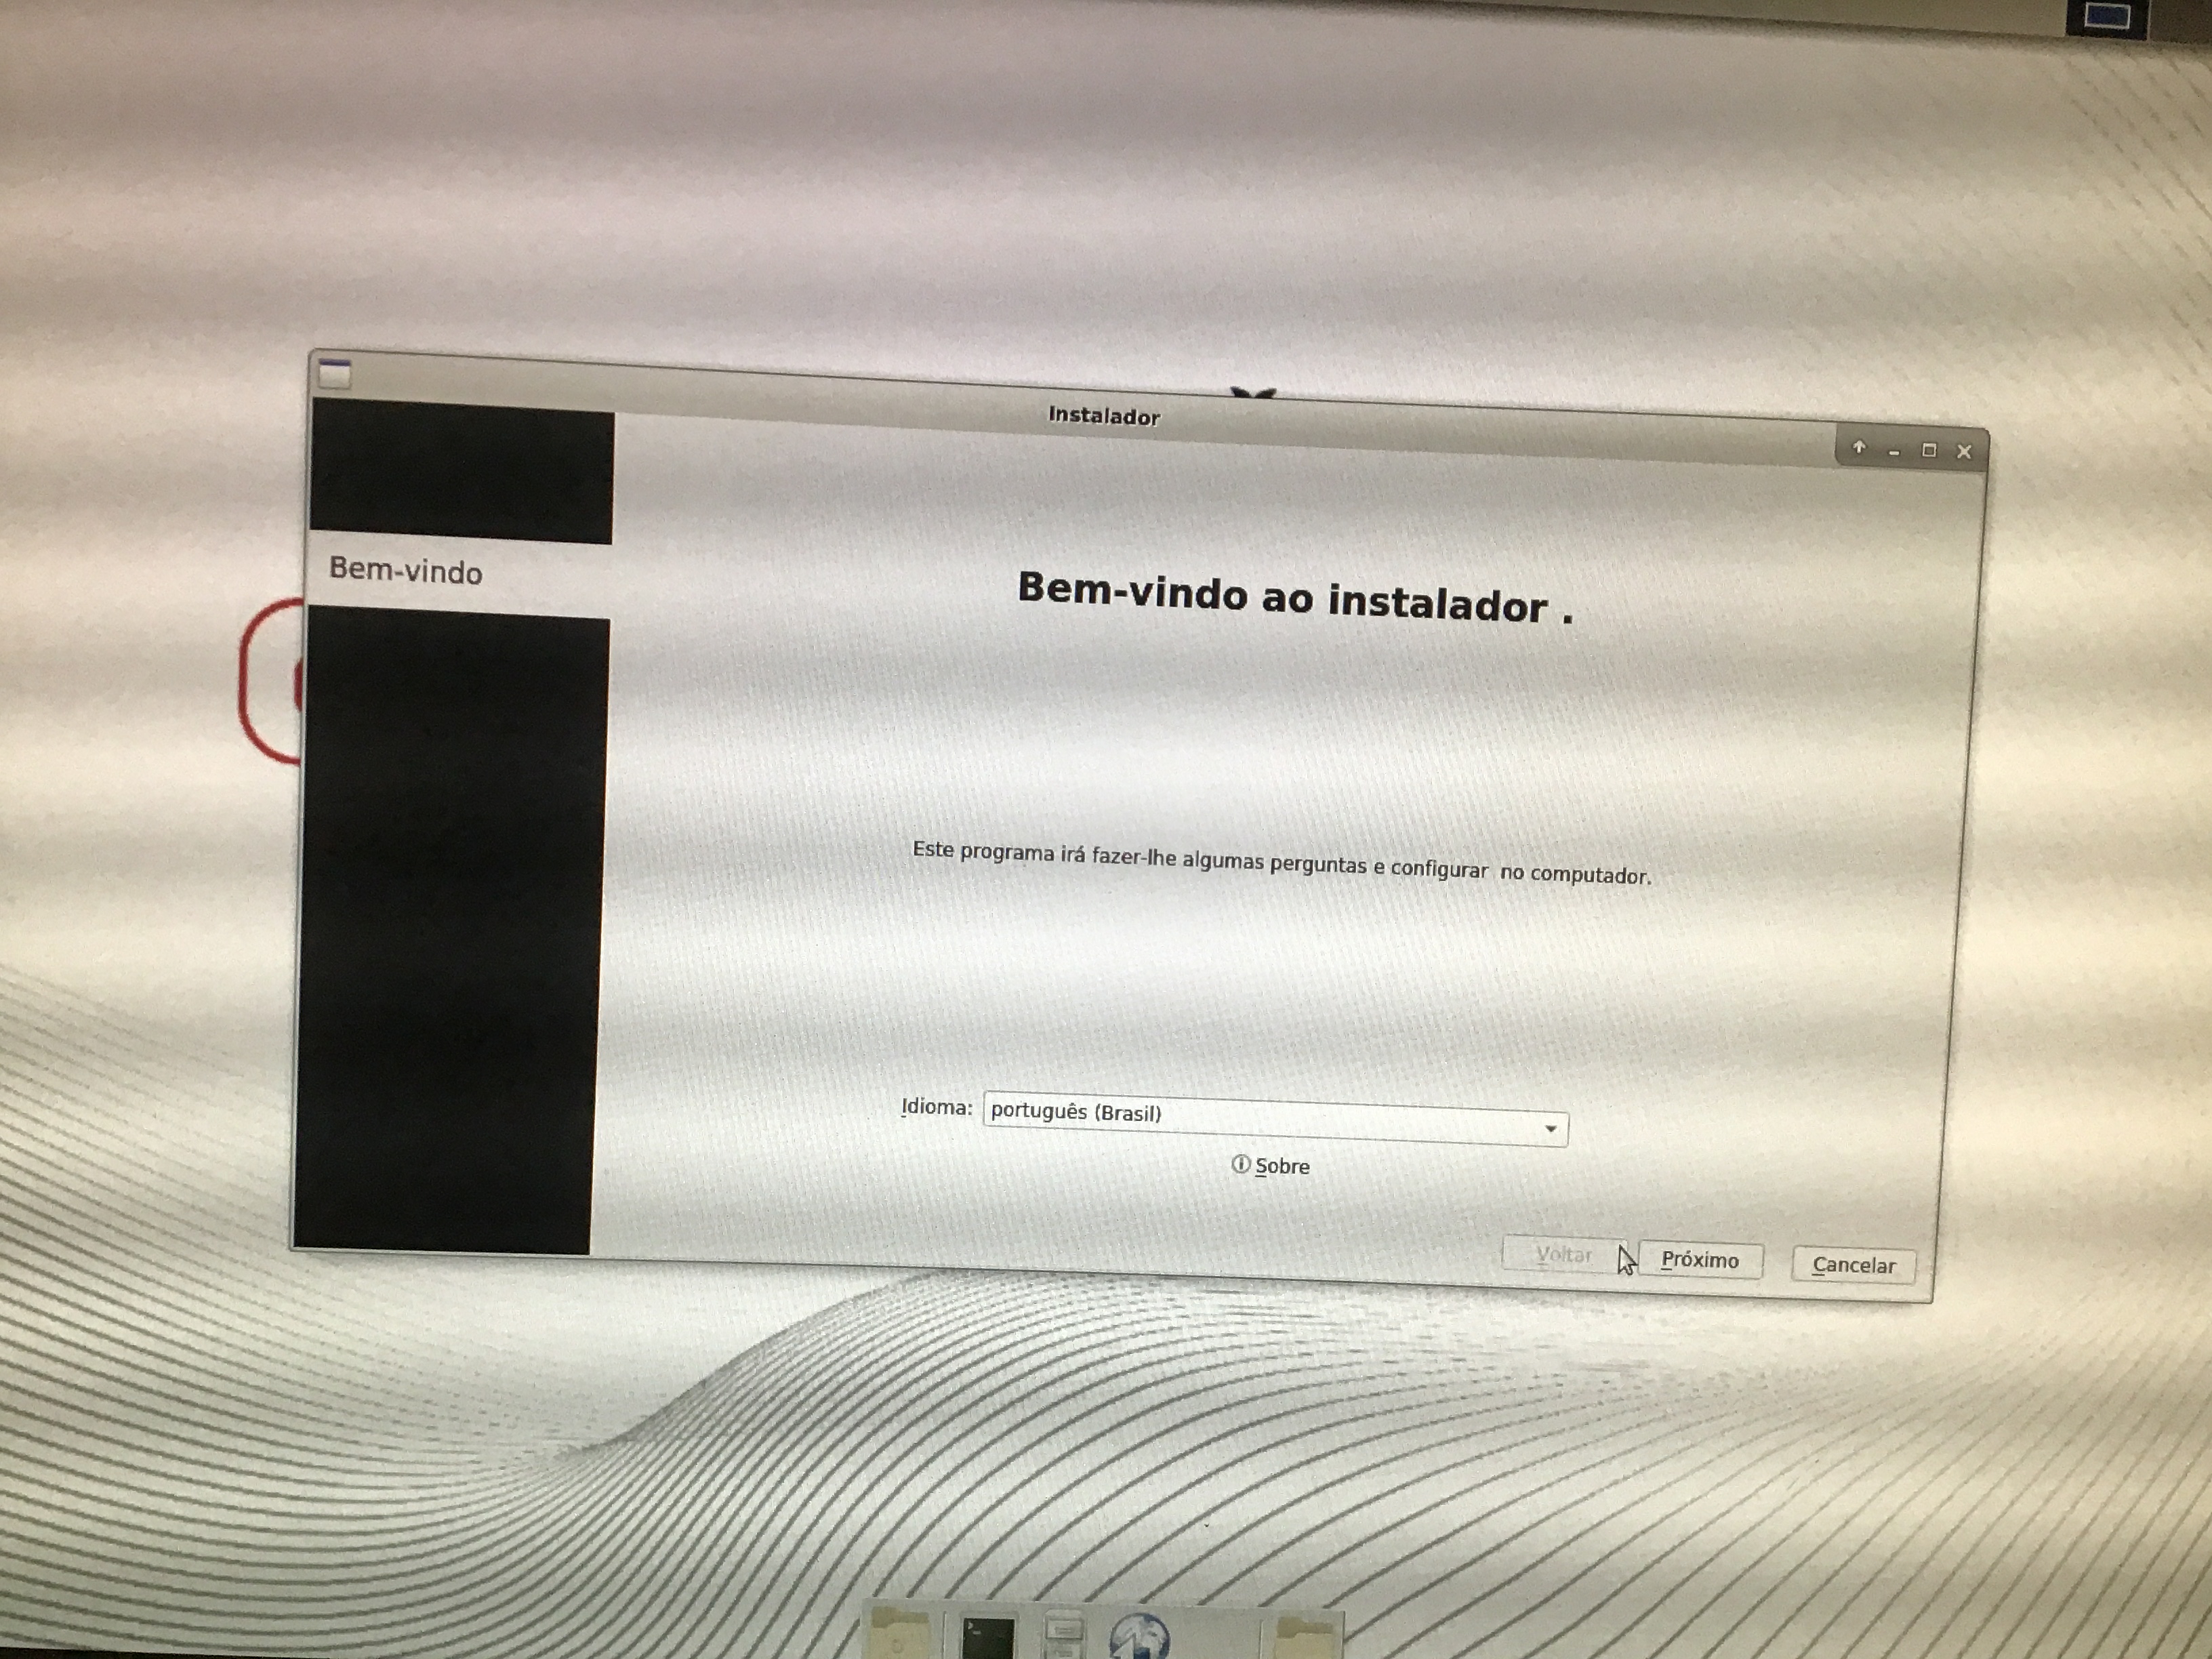 Instalador
Bem-vindo
Bem-vindo ao instalador .
Este programa irá fazer-lhe algumas perguntas e configurar  no computador.
Idioma: português (Brasil)
Sobre
Voltar Próximo Cancelar